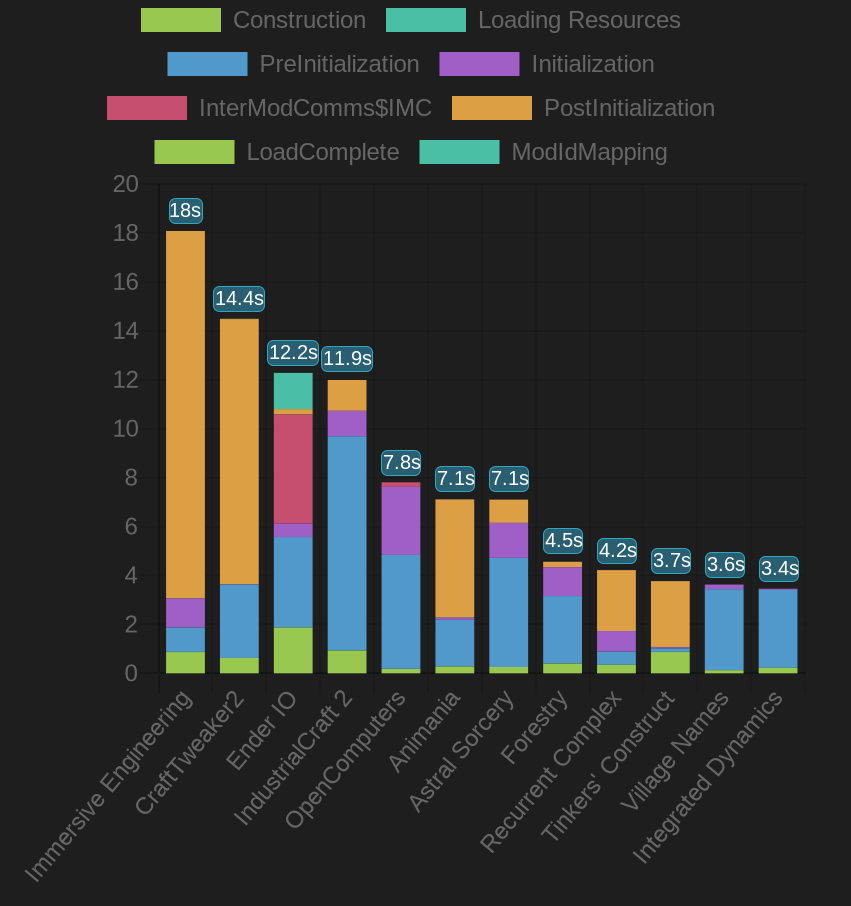 Construction Loading Resources
PreInitialization Initialization
InterModComms$IMC PostInitialization
LoadComplete ModIdMapping
20
18
16
14
12
10
8
6
4
2
0
18s
14.4s
12.2s
11.9s
7.8s
7.1s
7.1s
4.5s
4.2s
3.7s
3.6s
3.4s
Immersive Engineering
CraftTweaker2
Ender IO
IndustrialCraft 2
OpenComputers
Animania
Astral Sorcery
Forestry
Recurrent Complex
Tinkers' Construct
Village Names
Integrated Dynamics